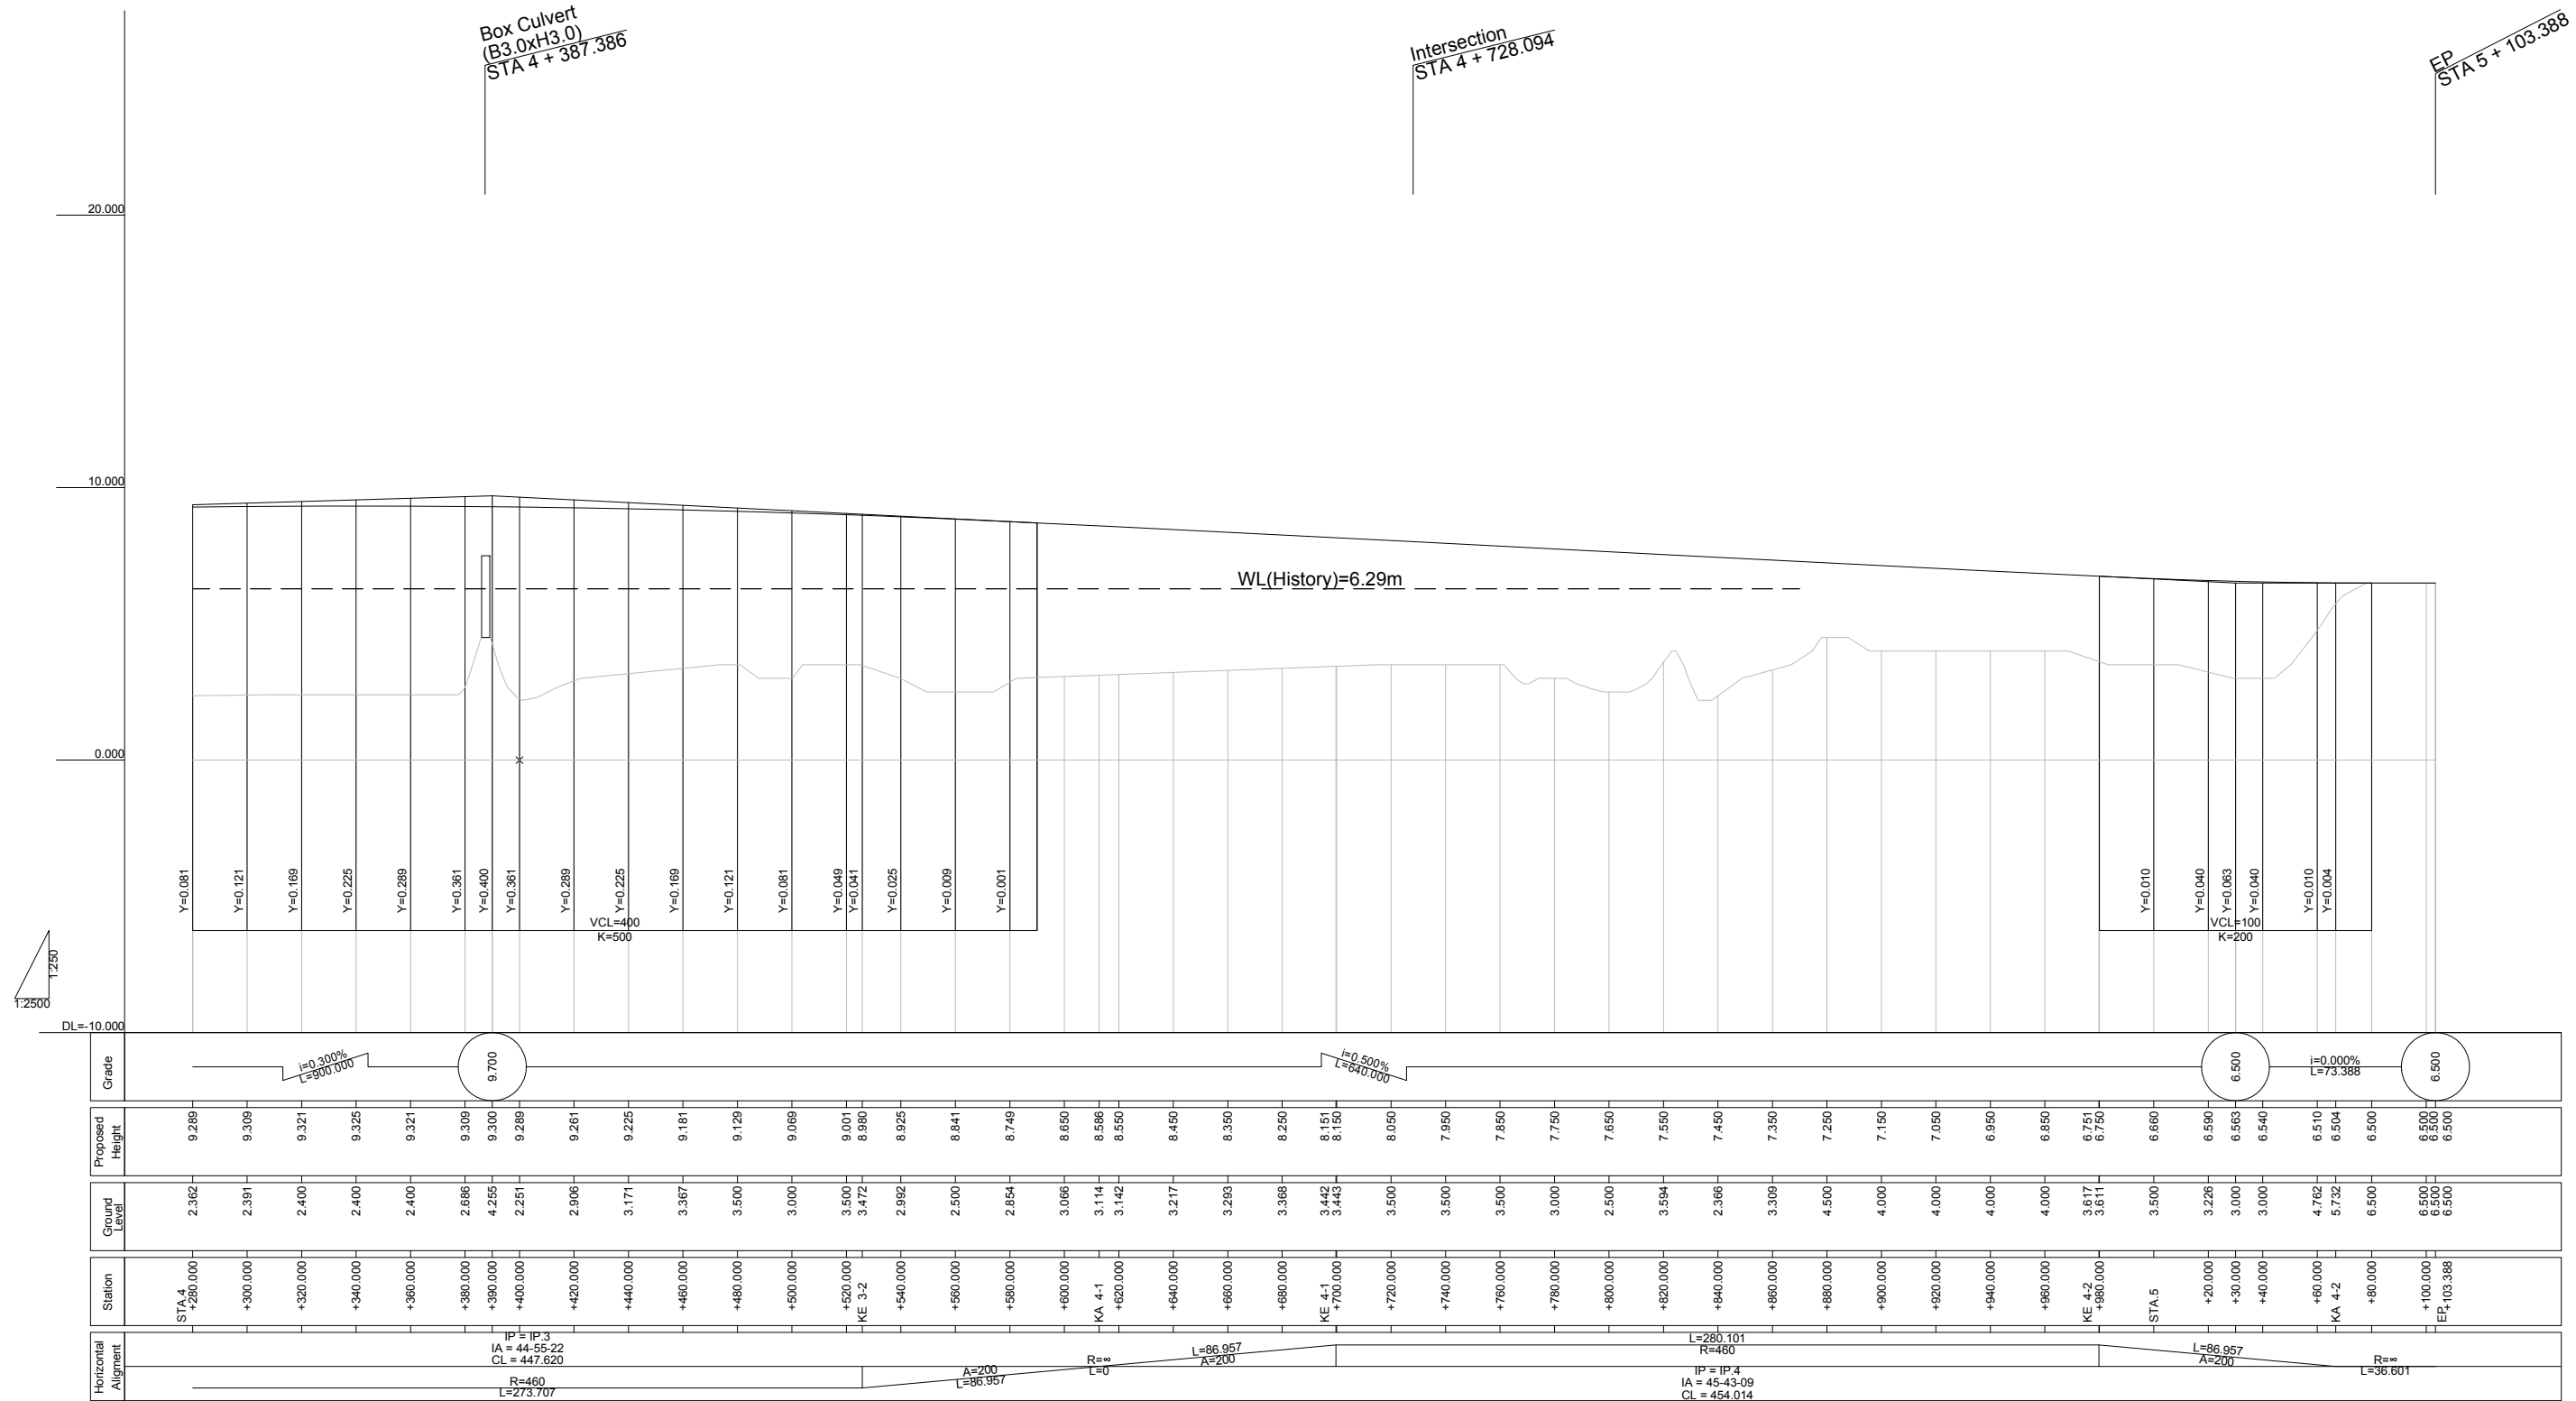 Box Culvert
(B3.0xH3.0)
STA 4 + 387.386
Intersection
STA 4 + 728.094
EP
STA 5 + 103.388
20.000
10.000
WL(History)=6.29m
0.000
Y=0.081
Y=0.121
Y=0.169
Y=0.225
Y=0.289
Y=0.361
Y=0.400
Y=0.361
Y=0.289
Y=0.225
Y=0.169
Y=0.121
Y=0.081
Y=0.049
Y=0.041
Y=0.025
Y=0.009
Y=0.001
VCL=400
K=500
Y=0.010
Y=0.040
Y=0.063
Y=0.040
Y=0.010
Y=0.004
VCL=100
K=200
1:250
1:2500
DL=-10.000
Grade
i=0.300%
L=900.000
9.700
i=0.500%
L=640.000
6.500
i=0.000%
L=73.388
6.500
Proposed
Height
9.289
9.309
9.321
9.325
9.321
9.309
9.300
9.289
9.261
9.225
9.181
9.129
9.069
9.001
8.980
8.925
8.841
8.749
8.650
8.586
8.550
8.450
8.350
8.250
8.151
8.150
8.050
7.950
7.850
7.750
7.650
7.550
7.450
7.350
7.250
7.150
7.050
6.950
6.850
6.751
6.750
6.660
6.590
6.563
6.540
6.510
6.504
6.500
6.500
6.500
6.500
Ground
Level
2.362
2.391
2.400
2.400
2.400
2.686
4.255
2.251
2.906
3.171
3.367
3.500
3.000
3.500
3.472
2.992
2.500
2.854
3.066
3.114
3.142
3.217
3.293
3.368
3.442
3.443
3.500
3.500
3.500
3.000
2.500
3.594
2.366
3.309
4.500
4.000
4.000
4.000
4.000
3.617
3.611
3.500
3.226
3.000
3.000
4.762
5.732
6.500
6.500
6.500
6.500
Station
STA.4
+280.000
+300.000
+320.000
+340.000
+360.000
+380.000
+390.000
+400.000
+420.000
+440.000
+460.000
+480.000
+500.000
+520.000
KE 3-2
+540.000
+560.000
+580.000
+600.000
KA 4-1
+620.000
+640.000
+660.000
+680.000
KE 4-1
+700.000
+720.000
+740.000
+760.000
+780.000
+800.000
+820.000
+840.000
+860.000
+880.000
+900.000
+920.000
+940.000
+960.000
KE 4-2
+980.000
STA.5
+20.000
+30.000
+40.000
+60.000
KA 4-2
+80.000
+100.000
EP +103.388
Horizontal
Alignment
IP = IP.3
IA = 44-55-22
CL = 447.620
R=460
L=273.707
A=200
L=86.957
R=∞
L=0
L=86.957
A=200
L=280.101
R=460
IP = IP.4
IA = 45-43-09
CL = 454.014
L=86.957
A=200
R=∞
L=36.601